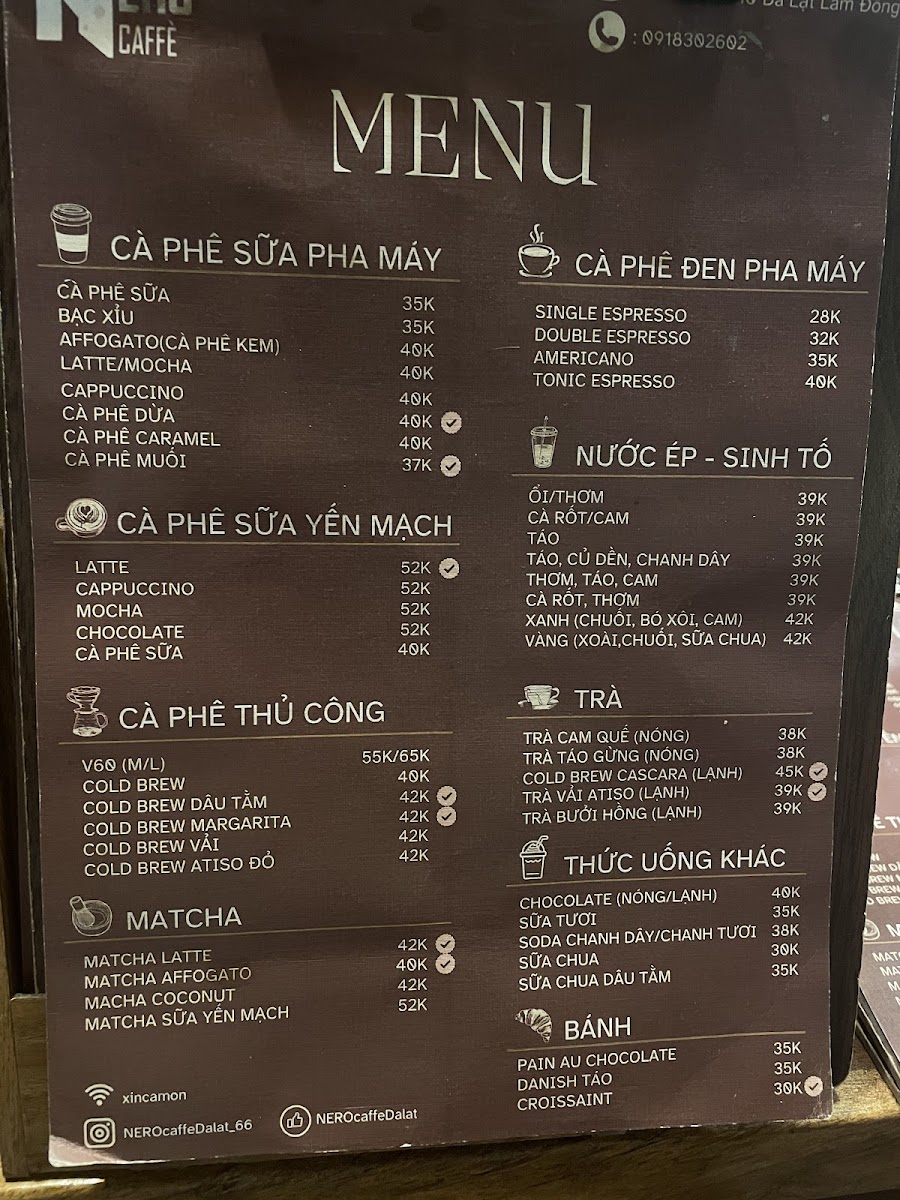 CAFFÈ
Đà Lạt Lâm Đồng
: 0918302602
MENU
CÀ PHÊ SỮA PHA MÁY
CÀ PHÊ SỮA 35K
BẠC XỈU 35K
AFFOGATO(CÀ PHÊ KEM) 40K
LATTE/MOCHA 40K
CAPPUCCINO 40K
CÀ PHÊ DỪA 40K
CÀ PHÊ CARAMEL 40K
CÀ PHÊ MUỐI 37K
CÀ PHÊ SỮA YẾN MẠCH
LATTE 52K
CAPPUCCINO 52K
MOCHA 52K
CHOCOLATE 52K
CÀ PHÊ SỮA 40K
CÀ PHÊ THỦ CÔNG
V60 (M/L) 55K/65K
COLD BREW 40K
COLD BREW DÂU TẰM 42K
COLD BREW MARGARITA 42K
COLD BREW VẢI 42K
COLD BREW ATISO ĐỎ 42K
MATCHA
MATCHA LATTE 42K
MATCHA AFFOGATO 40K
MACHA COCONUT 42K
MATCHA SỮA YẾN MẠCH 52K
xincamon
NEROcaffeDalat_66
NEROcaffeDalat
CÀ PHÊ ĐEN PHA MÁY
SINGLE ESPRESSO 28K
DOUBLE ESPRESSO 32K
AMERICANO 35K
TONIC ESPRESSO 40K
NƯỚC ÉP - SINH TỐ
ỔI/THƠM 39K
CÀ RỐT/CAM 39K
TÁO 39K
TÁO, CỦ DỀN, CHANH DÂY 39K
THƠM, TÁO, CAM 39K
CÀ RỐT, THƠM 39K
XANH (CHUỐI, BÓ XÔI, CAM) 42K
VÀNG (XOÀI,CHUỐI, SỮA CHUA) 42K
TRÀ
TRÀ CAM QUẾ (NÓNG) 38K
TRÀ TÁO GỪNG (NÓNG) 38K
COLD BREW CASCARA (LẠNH) 45K
TRÀ VẢI ATISO (LẠNH) 39K
TRÀ BƯỞI HỒNG (LẠNH) 39K
THỨC UỐNG KHÁC
CHOCOLATE (NÓNG/LẠNH) 40K
SỮA TƯƠI 35K
SODA CHANH DÂY/CHANH TƯƠI 38K
SỮA CHUA 30K
SỮA CHUA DÂU TẰM 35K
BÁNH
PAIN AU CHOCOLATE 35K
DANISH TÁO 35K
CROISSAINT 30K